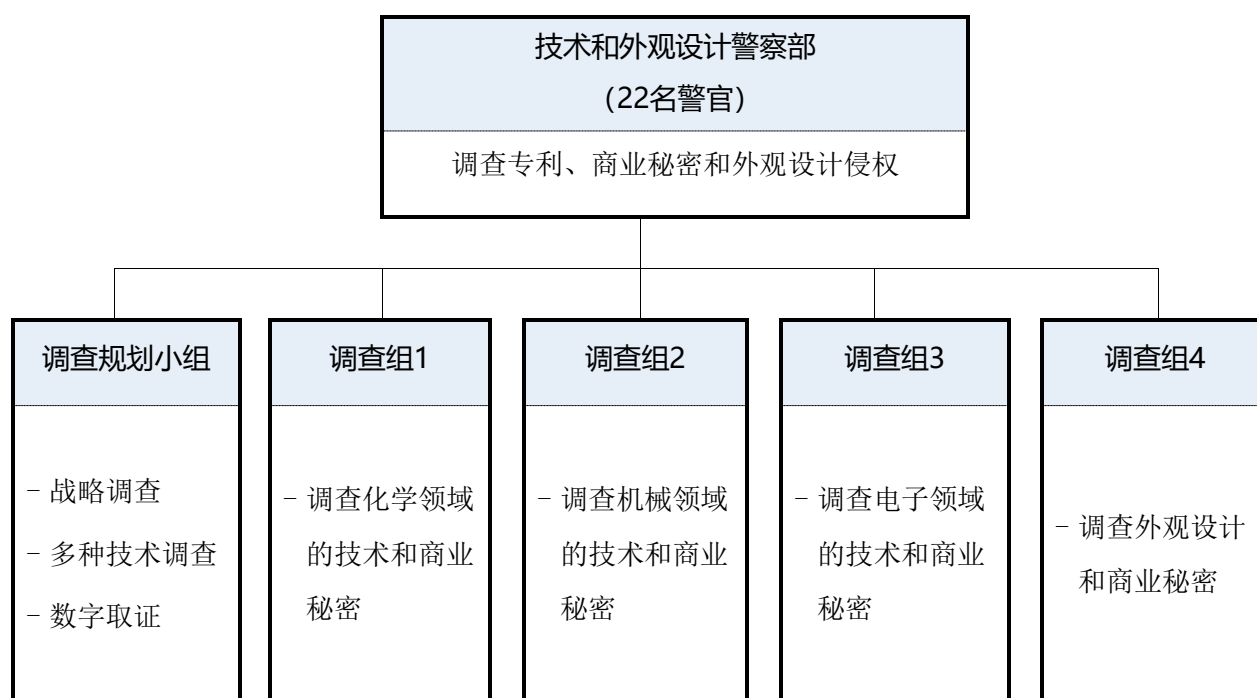 技术和外观设计警察部
（22名警官）
调查专利、商业秘密和外观设计侵权
调查规划小组
– 战略调查
– 多种技术调查
– 数字取证
调查组1
– 调查化学领域
的技术和商业
秘密
调查组2
– 调查机械领域
的技术和商业
秘密
调查组3
– 调查电子领域
的技术和商业
秘密
调查组4
– 调查外观设计
和商业秘密